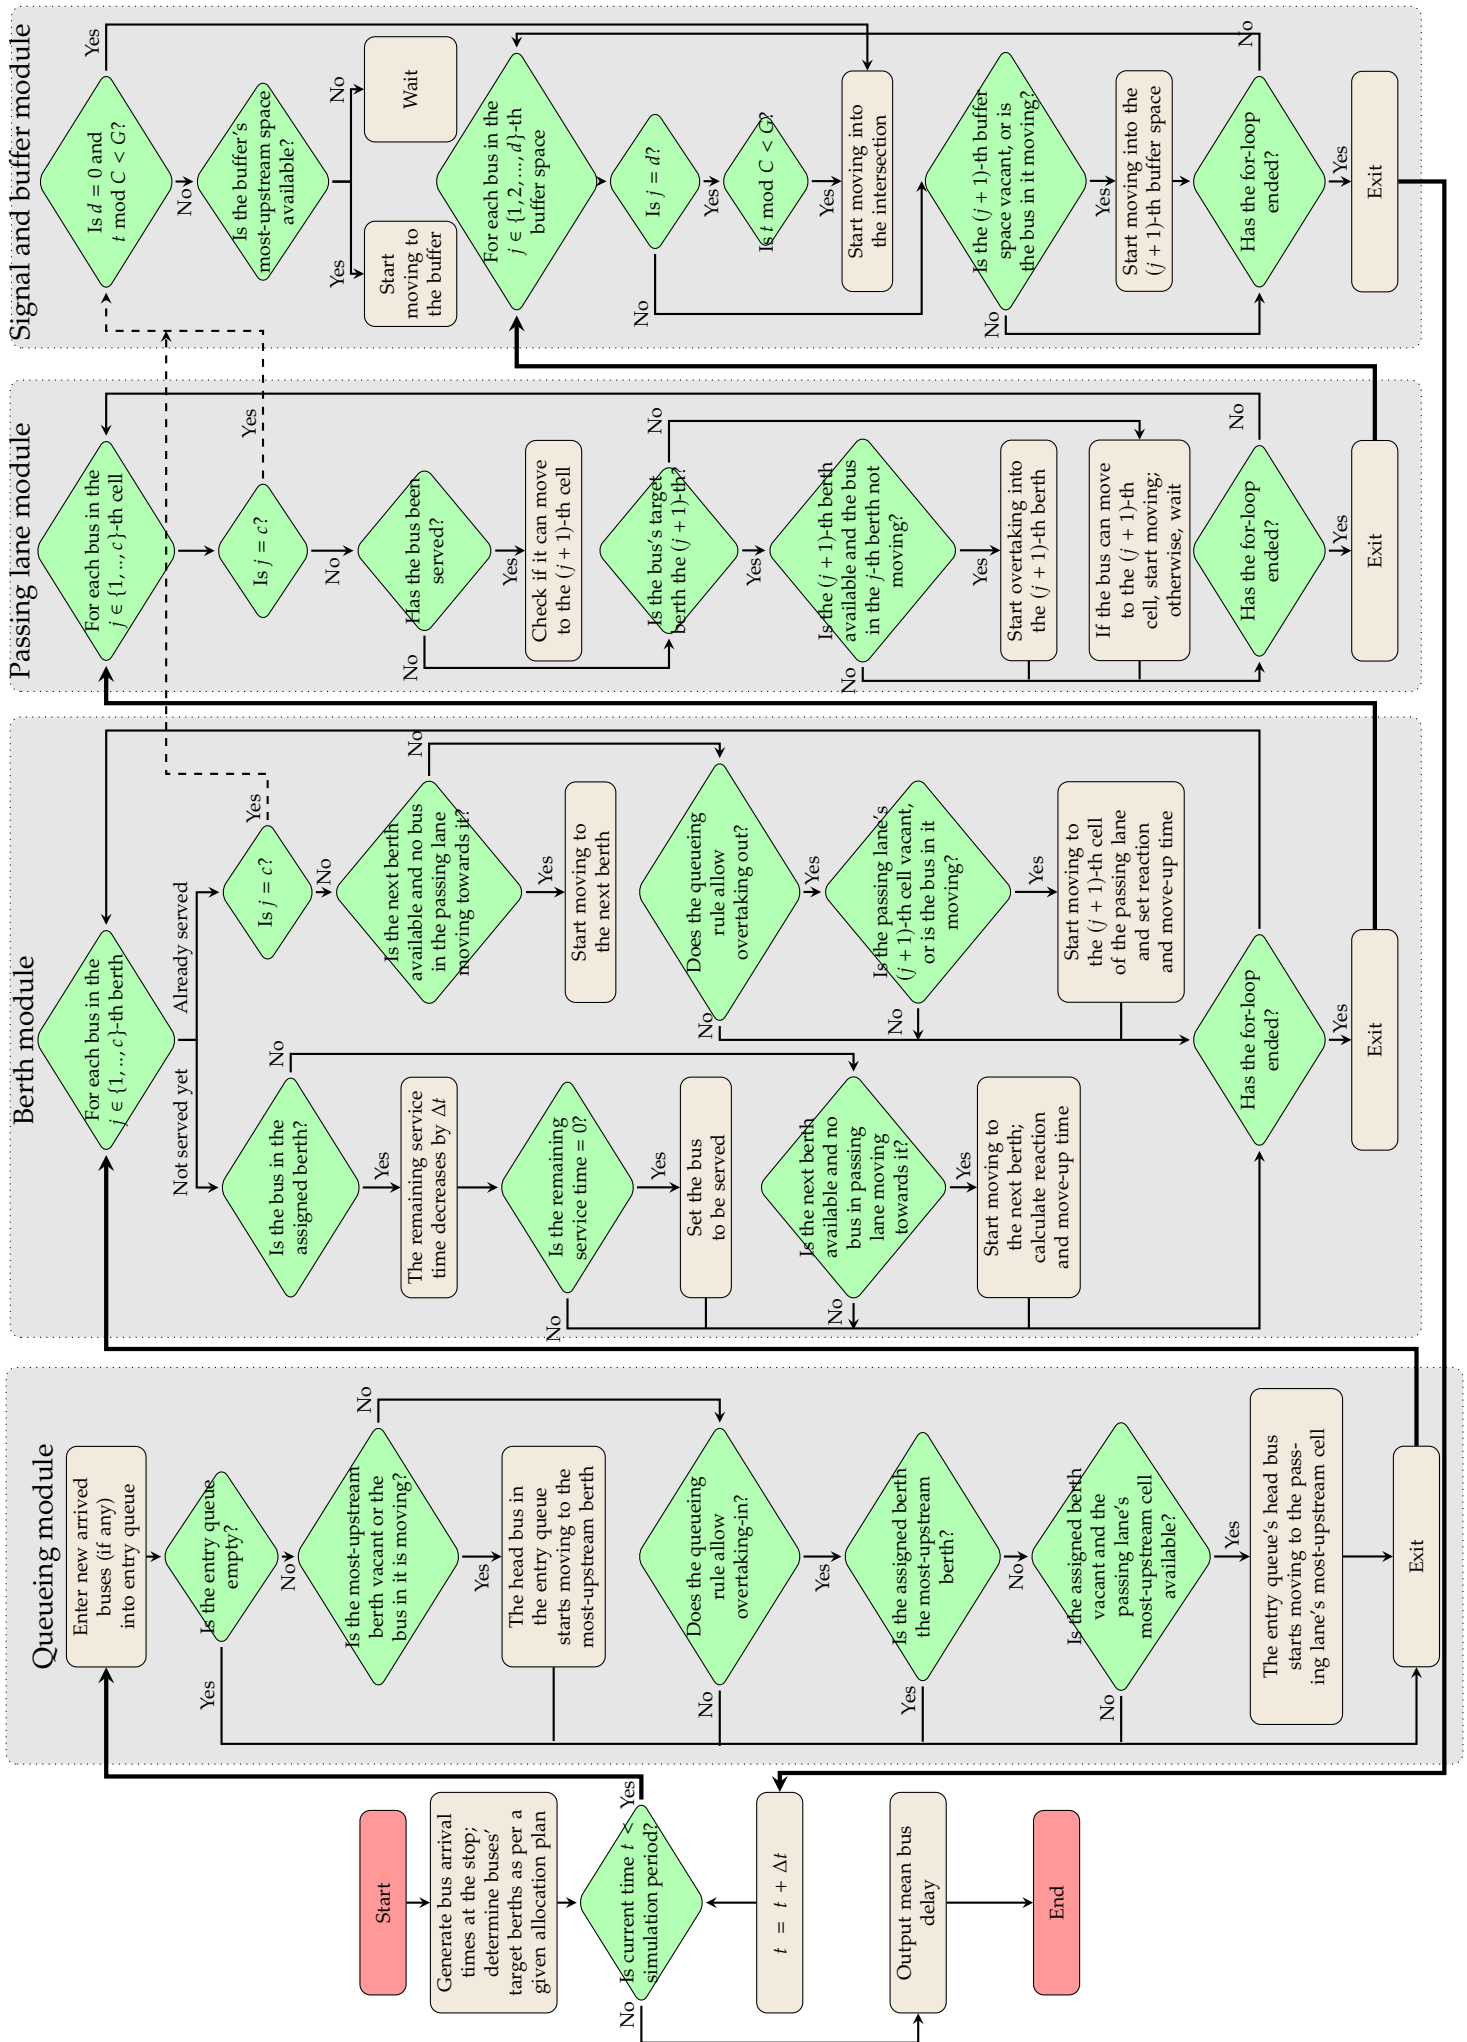 Start
Generate bus arrival
times at the stop;
determine buses'
target berths as per a
given allocation plan
Is current time t <
simulation period?
Yes
No
t = t + Δt
Output mean bus
delay
End
Queueing module
Enter new arrived
buses (if any)
into entry queue
Is the entry queue
empty?
Yes
No
Is the most-upstream
berth vacant or the
bus in it is moving?
No
Yes
The head bus in
the entry queue
starts moving to the
most-upstream berth
Does the queueing
rule allow
overtaking-in?
No
Yes
Is the assigned berth
the most-upstream
berth?
Yes
No
Is the assigned berth
vacant and the
passing lane's
most-upstream cell
available?
No
Yes
The entry queue's head bus
starts moving to the pass-
ing lane's most-upstream cell
Exit
Berth module
For each bus in the
j ∈ {1, .., c}-th berth
Not served yet
Already served
Is the bus in the
assigned berth?
No
Yes
The remaining service
time decreases by Δt
Is the remaining
service time = 0?
No
Yes
Set the bus
to be served
Is the next berth
available and no
bus in passing
lane moving
towards it?
No
Yes
Start moving to
the next berth;
calculate reaction
and move-up time
Is j = c?
Yes
No
Is the next berth
available and no bus
in the passing lane
moving towards it?
No
Yes
Start moving to
the next berth
Does the queueing
rule allow
overtaking out?
No
Yes
Is the passing lane's
(j + 1)-th cell vacant,
or is the bus in it
moving?
No
Yes
Start moving to
the (j + 1)-th cell
of the passing lane
and set reaction
and move-up time
Has the for-loop
ended?
Yes
Exit
Passing lane module
For each bus in the
j ∈ {1, .., c}-th cell
Is j = c?
Yes
No
Has the bus been
served?
No
Yes
Check if it can move
to the (j + 1)-th cell
Is the bus's target
berth the (j + 1)-th?
No
Yes
Is the (j + 1)-th berth
available and the bus
in the j-th berth not
moving?
No
Yes
Start overtaking into
the (j + 1)-th berth
If the bus can move
to the (j + 1)-th
cell, start moving;
otherwise, wait
Has the for-loop
ended?
No
Yes
Exit
Signal and buffer module
Is d = 0 and
t mod C < G?
Yes
No
Is the buffer's
most-upstream space
available?
Yes
No
Start
moving to
the buffer
Wait
For each bus in the
j ∈ {1, 2, ..., d}-th
buffer space
Is j = d?
No
Yes
Is t mod C < G?
Yes
Start moving into
the intersection
Is the (j + 1)-th buffer
space vacant, or is
the bus in it moving?
No
Yes
Start moving into the
(j + 1)-th buffer space
Has the for-loop
ended?
No
Yes
Exit